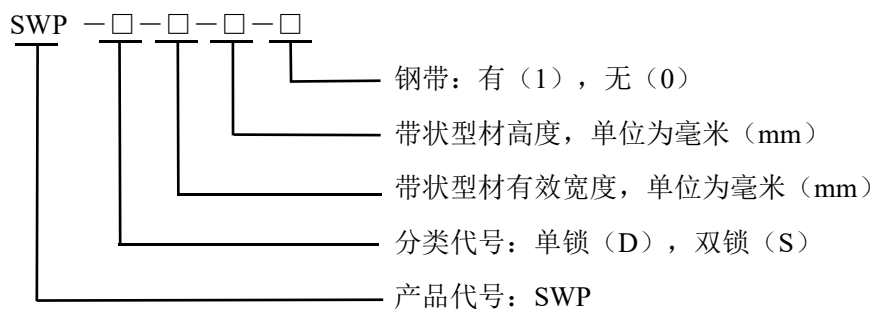 SWP －□－□－□－□
钢带：有（1），无（0）
带状型材高度，单位为毫米（mm）
带状型材有效宽度，单位为毫米（mm）
分类代号：单锁（D），双锁（S）
产品代号：SWP